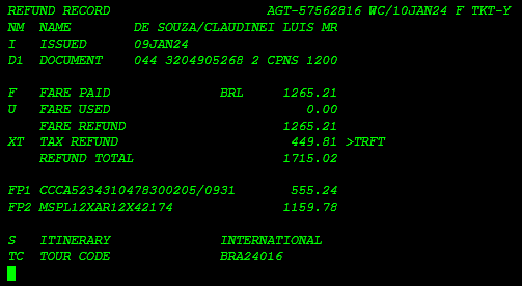 REFUND RECORD AGT-57562816 WC/10JAN24 F TKT-Y
NM NAME DE SOUZA/CLAUDINEI LUIS MR
I ISSUED 09JAN24
D1 DOCUMENT 044 3204905268 2 CPNS 1200
F FARE PAID BRL 1265.21
U FARE USED 0.00
FARE REFUND 1265.21
XT TAX REFUND 449.81 >TRFT
REFUND TOTAL 1715.02
FP1 CCCA5234310478300205/0931 555.24
FP2 MSPL12XAR12X42174 1159.78
S ITINERARY INTERNATIONAL
TC TOUR CODE BRA24016